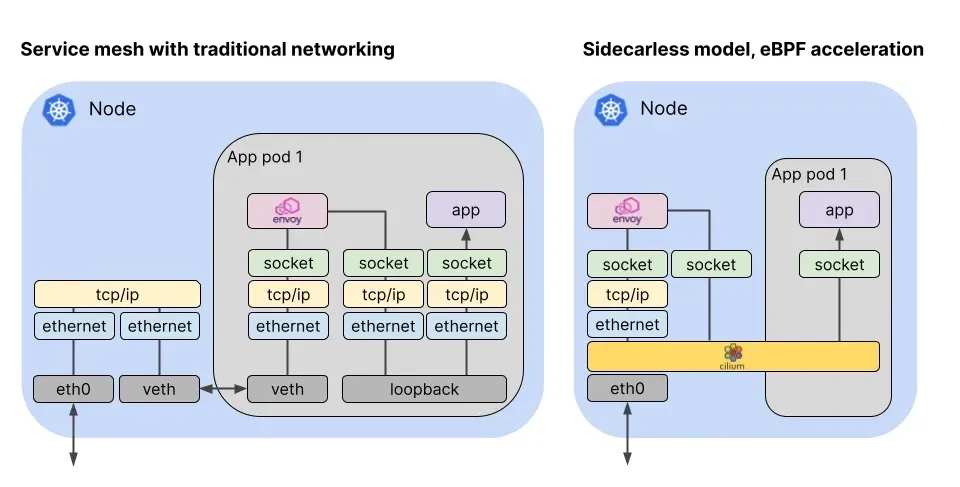 Service mesh with traditional networking
Node
App pod 1
envoy
app
socket
socket
socket
tcp/ip
tcp/ip
tcp/ip
tcp/ip
ethernet
ethernet
ethernet
ethernet
ethernet
eth0
veth
veth
loopback
Sidecarless model, eBPF acceleration
Node
App pod 1
envoy
app
socket
socket
socket
tcp/ip
ethernet
cilium
eth0